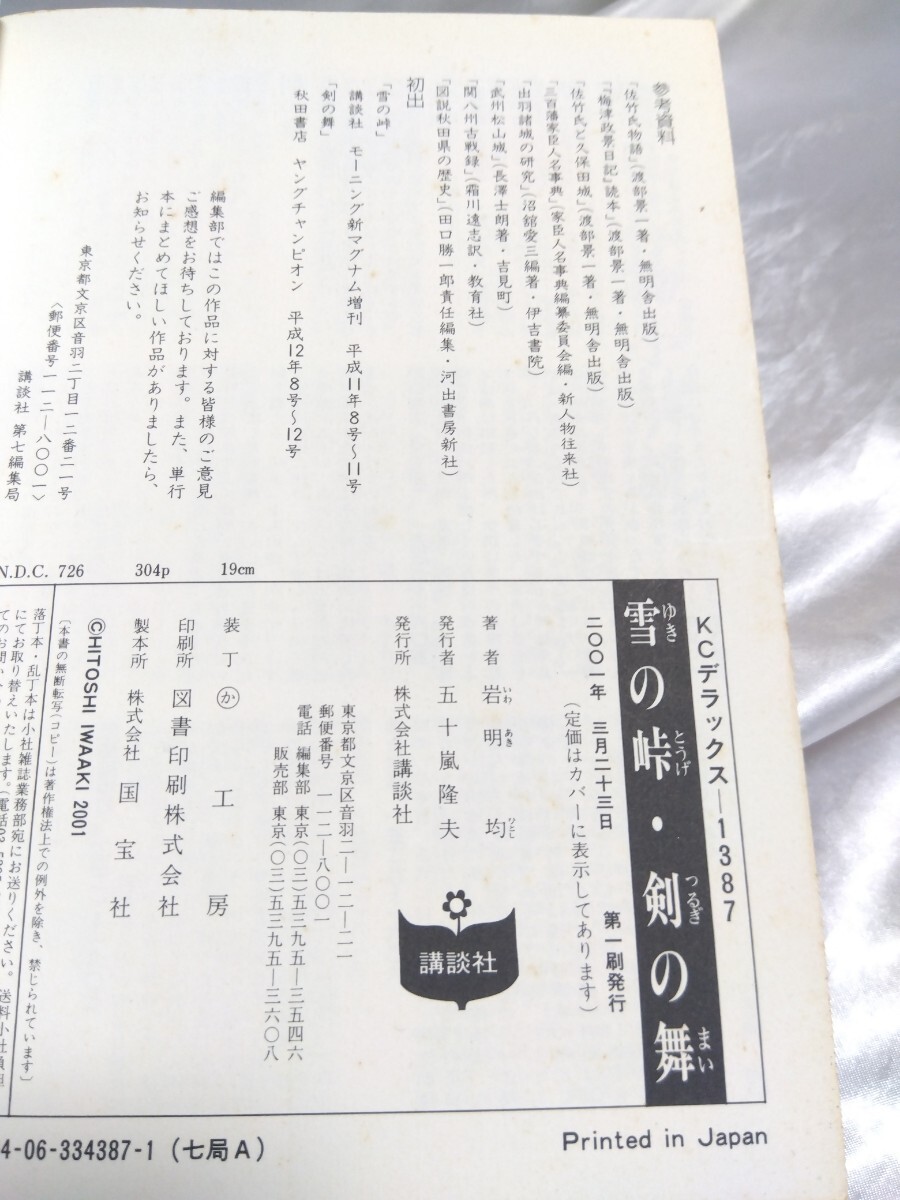 参考資料
「佐竹氏物語」(渡部景一著・無明舎出版)
「『梅津政景日記』読本」(渡部景一著・無明舎出版)
「佐竹氏と久保田城」(渡部景一著・無明舎出版)
「三百藩家臣人名事典」(家臣人名事典編纂委員会編・新人物往来社)
「出羽諸城の研究」(沼舘愛三編著・伊吉書院)
「武州松山城」(長澤士朗著・吉見町)
「関八州古戦録」(霜川遠志訳・教育社)
「図説秋田県の歴史」(田口勝一郎責任編集・河出書房新社)
初出
「雪の峠」
講談社 モーニング新マグナム増刊 平成11年8号〜11号
「剣の舞」
秋田書店 ヤングチャンピオン 平成12年8号〜12号
編集部ではこの作品に対する皆様のご意見
ご感想をお待ちしております。また、単行
本にまとめてほしい作品がありましたら、
お知らせください。
東京都文京区音羽二丁目一二番二一号
〈郵便番号一一二―八〇〇一〉
講談社 第七編集局
N.D.C. 726 304p 19cm
KCデラックス―1387
雪の峠・剣の舞
ゆき とうげ つるぎ まい
二〇〇一年 三月二十三日 第一刷発行
(定価はカバーに表示してあります)
著者 岩明均
いわ あき ひとし
発行者 五十嵐隆夫
発行所 株式会社講談社
東京都文京区音羽二―一二―二一
郵便番号 一一二―八〇〇一
電話 編集部 東京(〇三)五三九五―三五四六
販売部 東京(〇三)五三九五―三六〇八
講談社
装丁 か工房
印刷所 図書印刷株式会社
製本所 株式会社国宝社
©HITOSHI IWAAKI 2001
〔本書の無断転写(コピー)は著作権法上での例外を除き、禁じられています〕
落丁本・乱丁本は小社雑誌業務部宛にお送りください。送料小社負担
にてお取り替えいたします。(電話03
てのお問い
4-06-334387-1 (七局A)
Printed in Japan